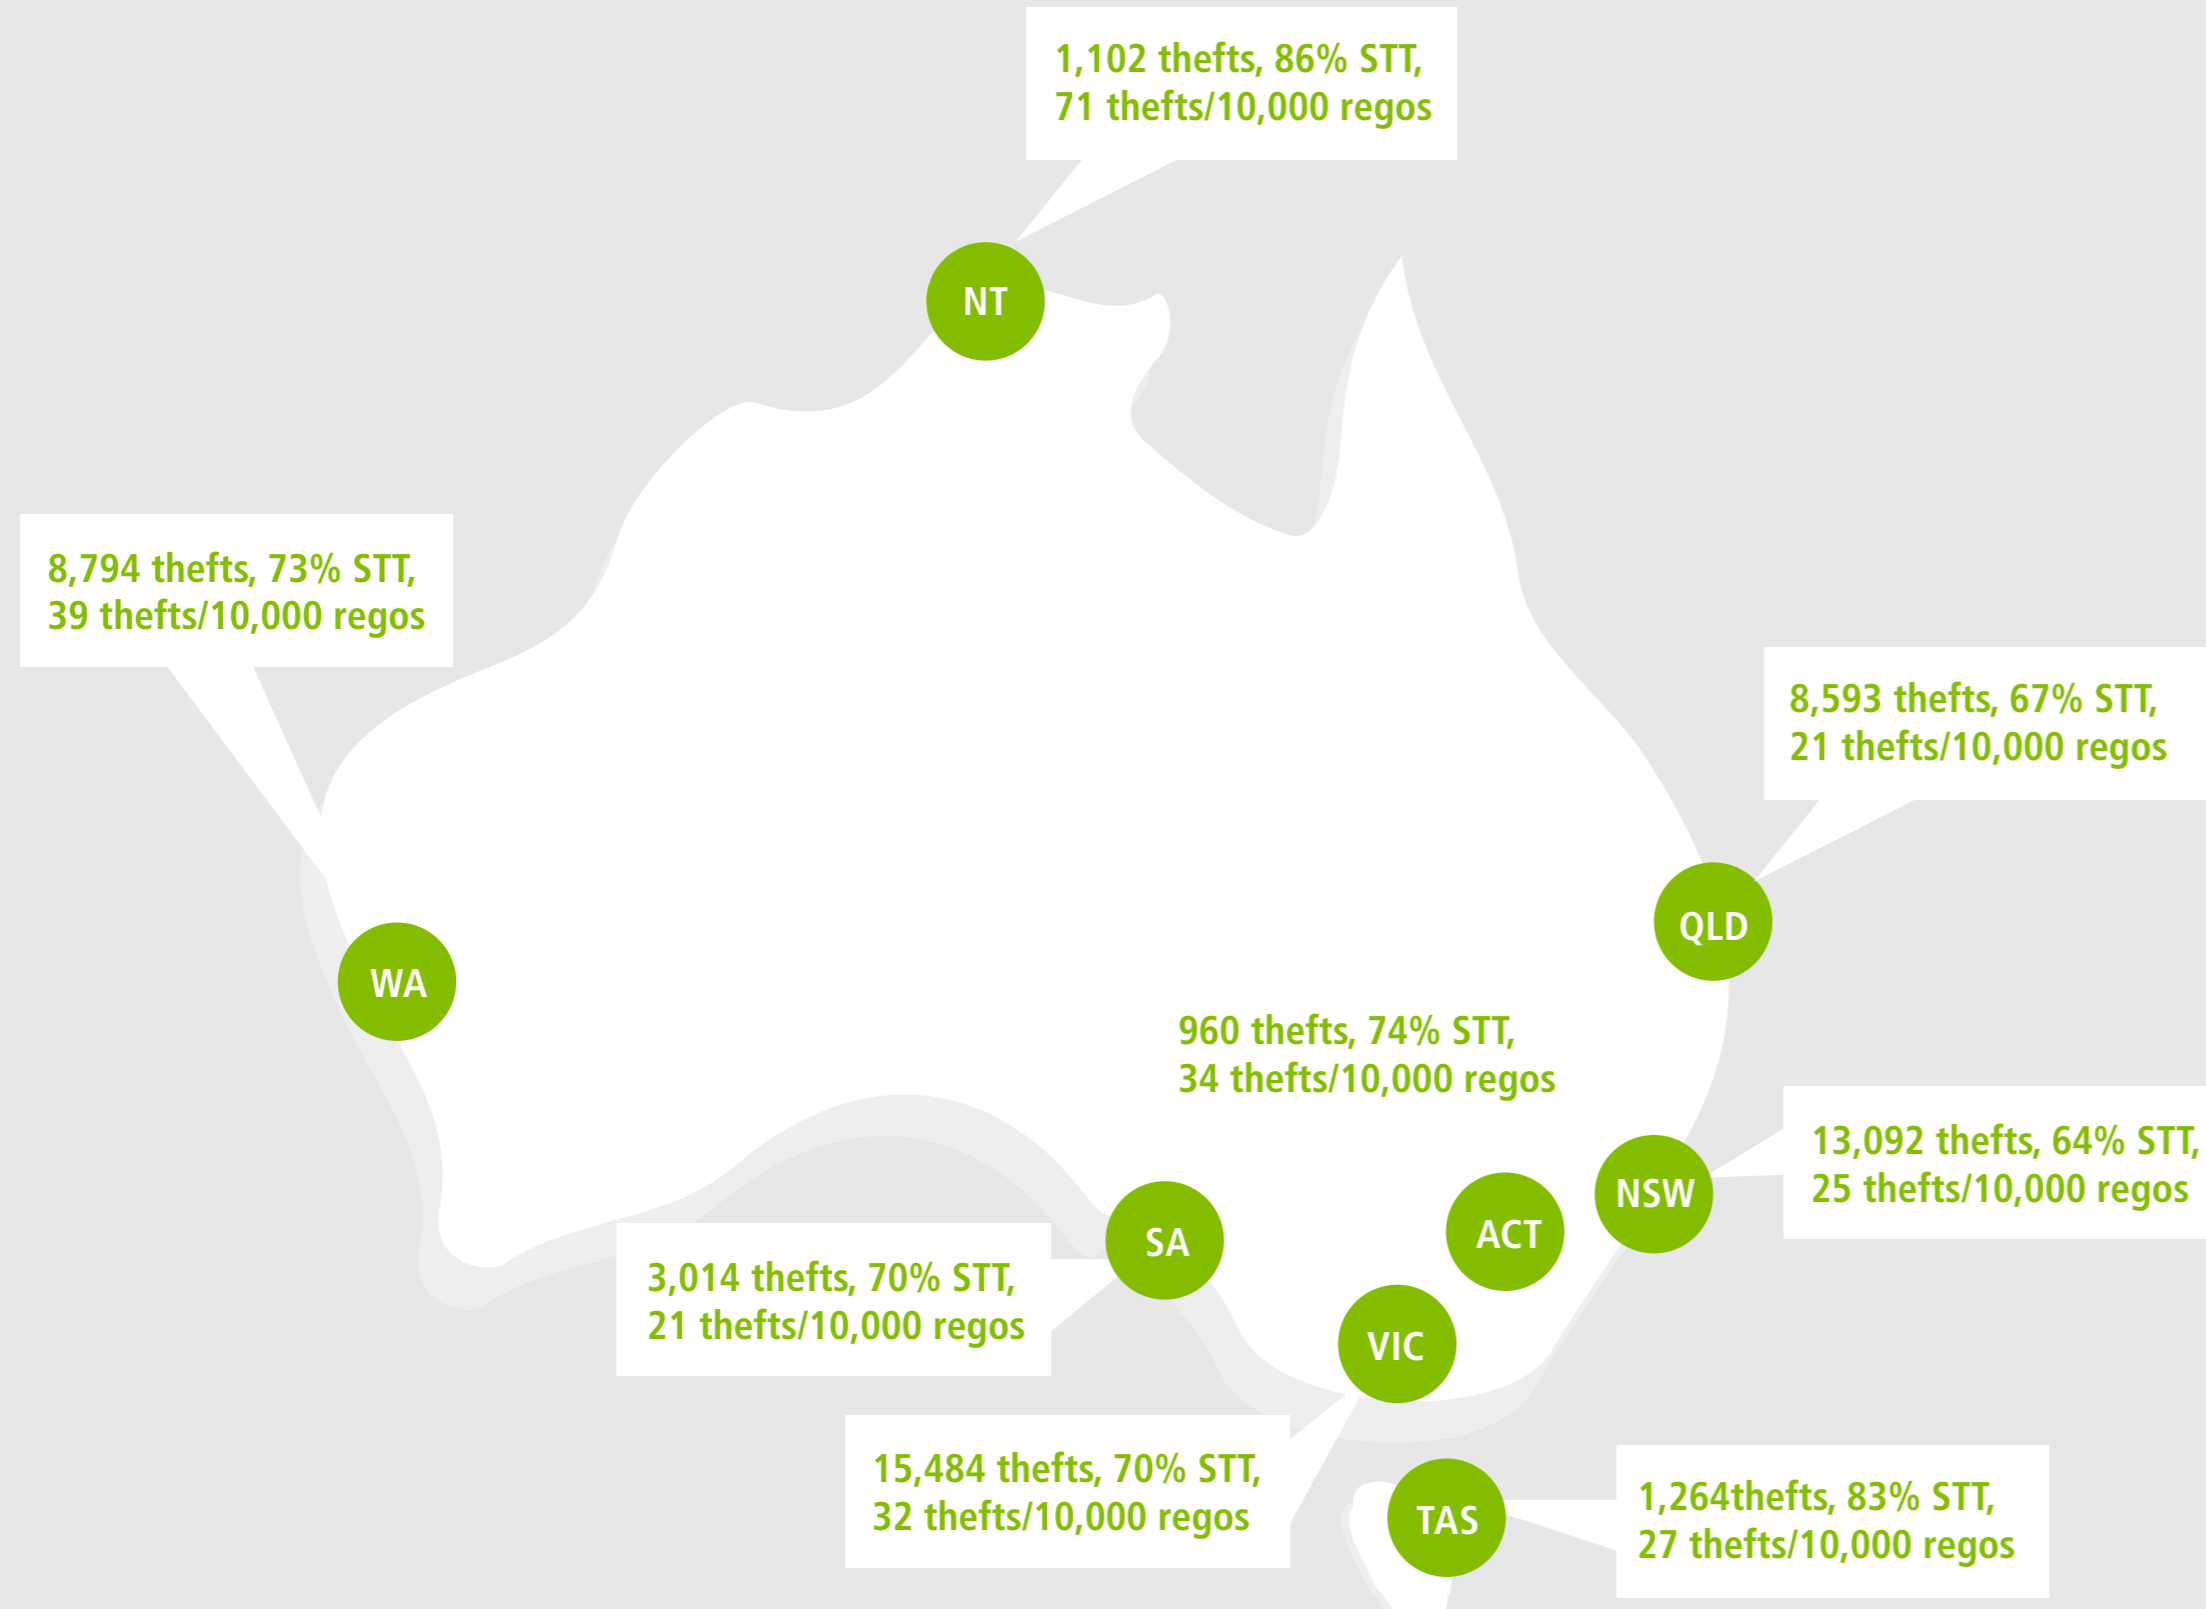 1,102 thefts, 86% STT,
71 thefts/10,000 regos
NT
8,794 thefts, 73% STT,
39 thefts/10,000 regos
WA
8,593 thefts, 67% STT,
21 thefts/10,000 regos
QLD
960 thefts, 74% STT,
34 thefts/10,000 regos
ACT
13,092 thefts, 64% STT,
25 thefts/10,000 regos
NSW
SA
3,014 thefts, 70% STT,
21 thefts/10,000 regos
VIC
15,484 thefts, 70% STT,
32 thefts/10,000 regos
TAS
1,264thefts, 83% STT,
27 thefts/10,000 regos